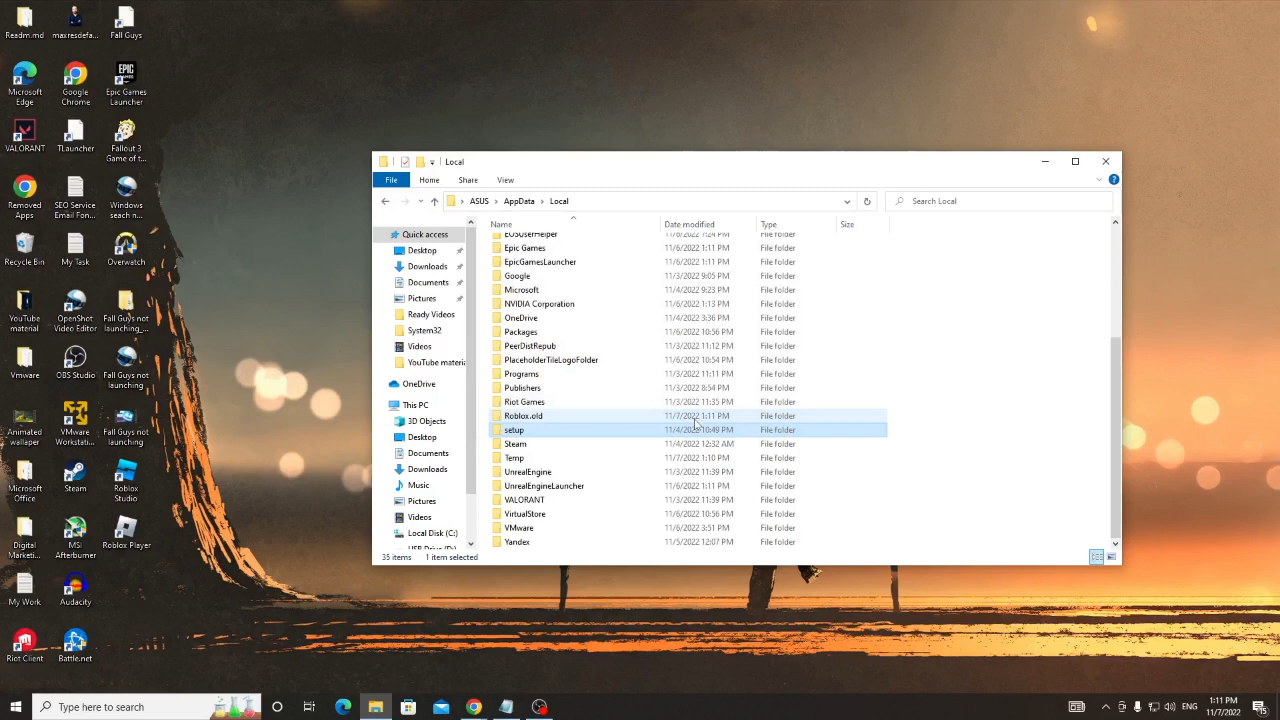 Readm.md
maxresdefa...
Fall Guys
Microsoft
Edge
Google
Chrome
Epic Games
Launcher
VALORANT
TLauncher
Fallout 3
Game of t...
Removed
Apps
SEO Service
Email Fon...
Windows
seach n...
Recycle Bin
My Task
Overwatch
YouTube
material
OpenShot
Video Editor
Fall Guys not
launching_...
Vmware
OBS Studio
Fall Guys not
launching
Animated
wallaper
VMware
Workstati...
Fall Guys not
launching
Microsoft
Office
Steam
Roblox
Studio
Digital
Marketi...
MSI
Afterburner
Roblox Player
My Work
Audacity
Riot Client
Battle.net
Local
File
Home
Share
View
ASUS > AppData > Local
Search Local
Name
Date modified
Type
Size
Quick access
Desktop
Downloads
Documents
Pictures
Ready Videos
System32
Videos
YouTube materia
OneDrive
This PC
3D Objects
Desktop
Documents
Downloads
Music
Pictures
Videos
Local Disk (C:)
USB Drive (D:)
EOSUserHelper 11/6/2022 1:24 PM File folder
Epic Games 11/6/2022 1:11 PM File folder
EpicGamesLauncher 11/6/2022 1:11 PM File folder
Google 11/3/2022 9:05 PM File folder
Microsoft 11/4/2022 9:23 PM File folder
NVIDIA Corporation 11/6/2022 1:13 PM File folder
OneDrive 11/4/2022 3:36 PM File folder
Packages 11/6/2022 10:56 PM File folder
PeerDistRepub 11/3/2022 11:12 PM File folder
PlaceholderTileLogoFolder 11/6/2022 10:54 PM File folder
Programs 11/3/2022 11:11 PM File folder
Publishers 11/3/2022 8:54 PM File folder
Riot Games 11/3/2022 11:35 PM File folder
Roblox.old 11/7/2022 1:11 PM File folder
setup 11/4/2022 10:49 PM File folder
Steam 11/4/2022 12:32 AM File folder
Temp 11/7/2022 1:10 PM File folder
UnrealEngine 11/3/2022 11:39 PM File folder
UnrealEngineLauncher 11/6/2022 1:11 PM File folder
VALORANT 11/3/2022 11:39 PM File folder
VirtualStore 11/6/2022 10:56 PM File folder
VMware 11/6/2022 3:51 PM File folder
Yandex 11/5/2022 12:07 PM File folder
35 items
1 item selected
Type here to search
ENG
1:11 PM
11/7/2022
15